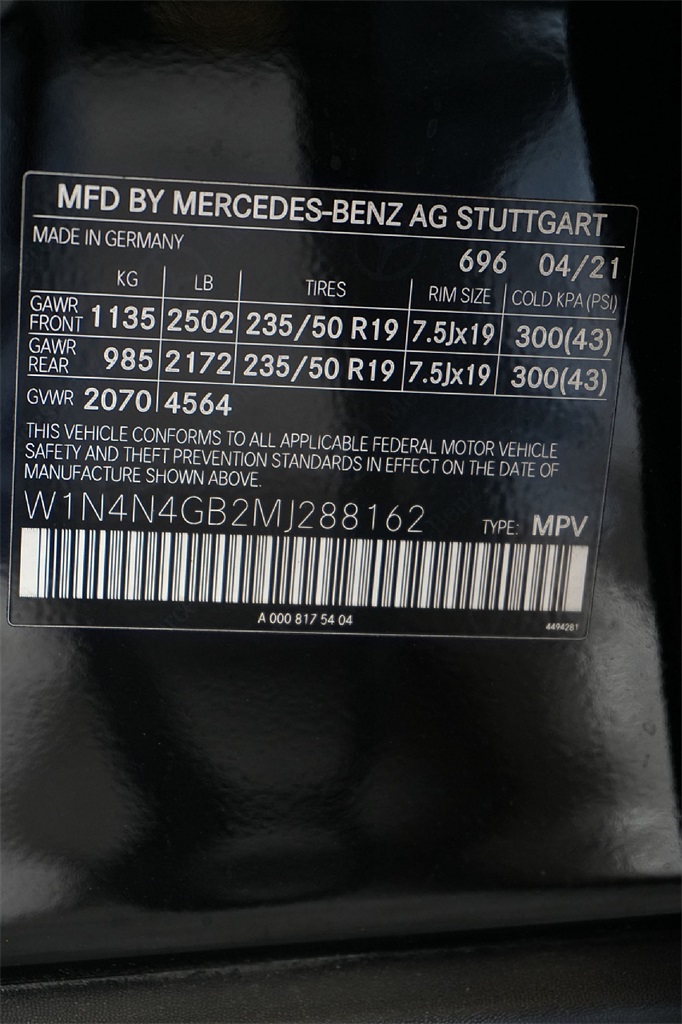 MFD BY MERCEDES-BENZ AG STUTTGART
MADE IN GERMANY
696 04/21
KG LB TIRES RIM SIZE COLD KPA (PSI)
GAWR FRONT 1135 2502 235/50 R19 7.5Jx19 300(43)
GAWR REAR 985 2172 235/50 R19 7.5Jx19 300(43)
GVWR 2070 4564
THIS VEHICLE CONFORMS TO ALL APPLICABLE FEDERAL MOTOR VEHICLE
SAFETY AND THEFT PREVENTION STANDARDS IN EFFECT ON THE DATE OF
MANUFACTURE SHOWN ABOVE.
W1N4N4GB2MJ288162 TYPE: MPV
A 000 817 54 04
4494281